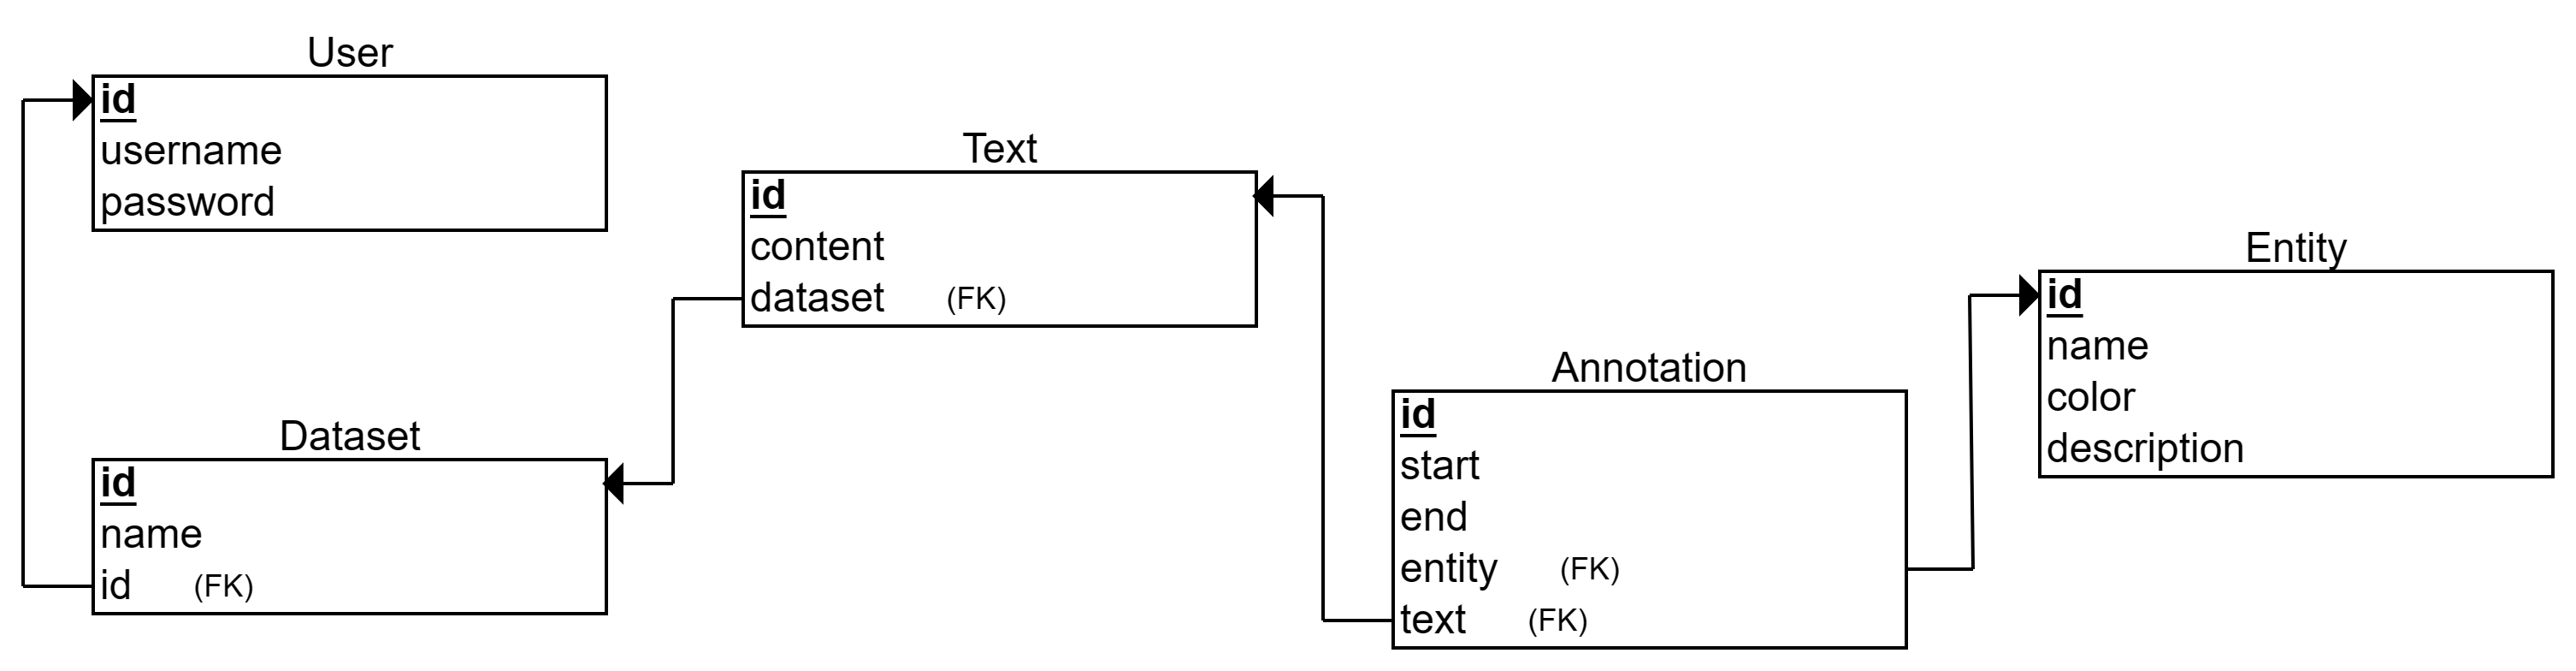 User
id
username
password
Dataset
id
name
id (FK)
Text
id
content
dataset (FK)
Annotation
id
start
end
entity (FK)
text (FK)
Entity
id
name
color
description